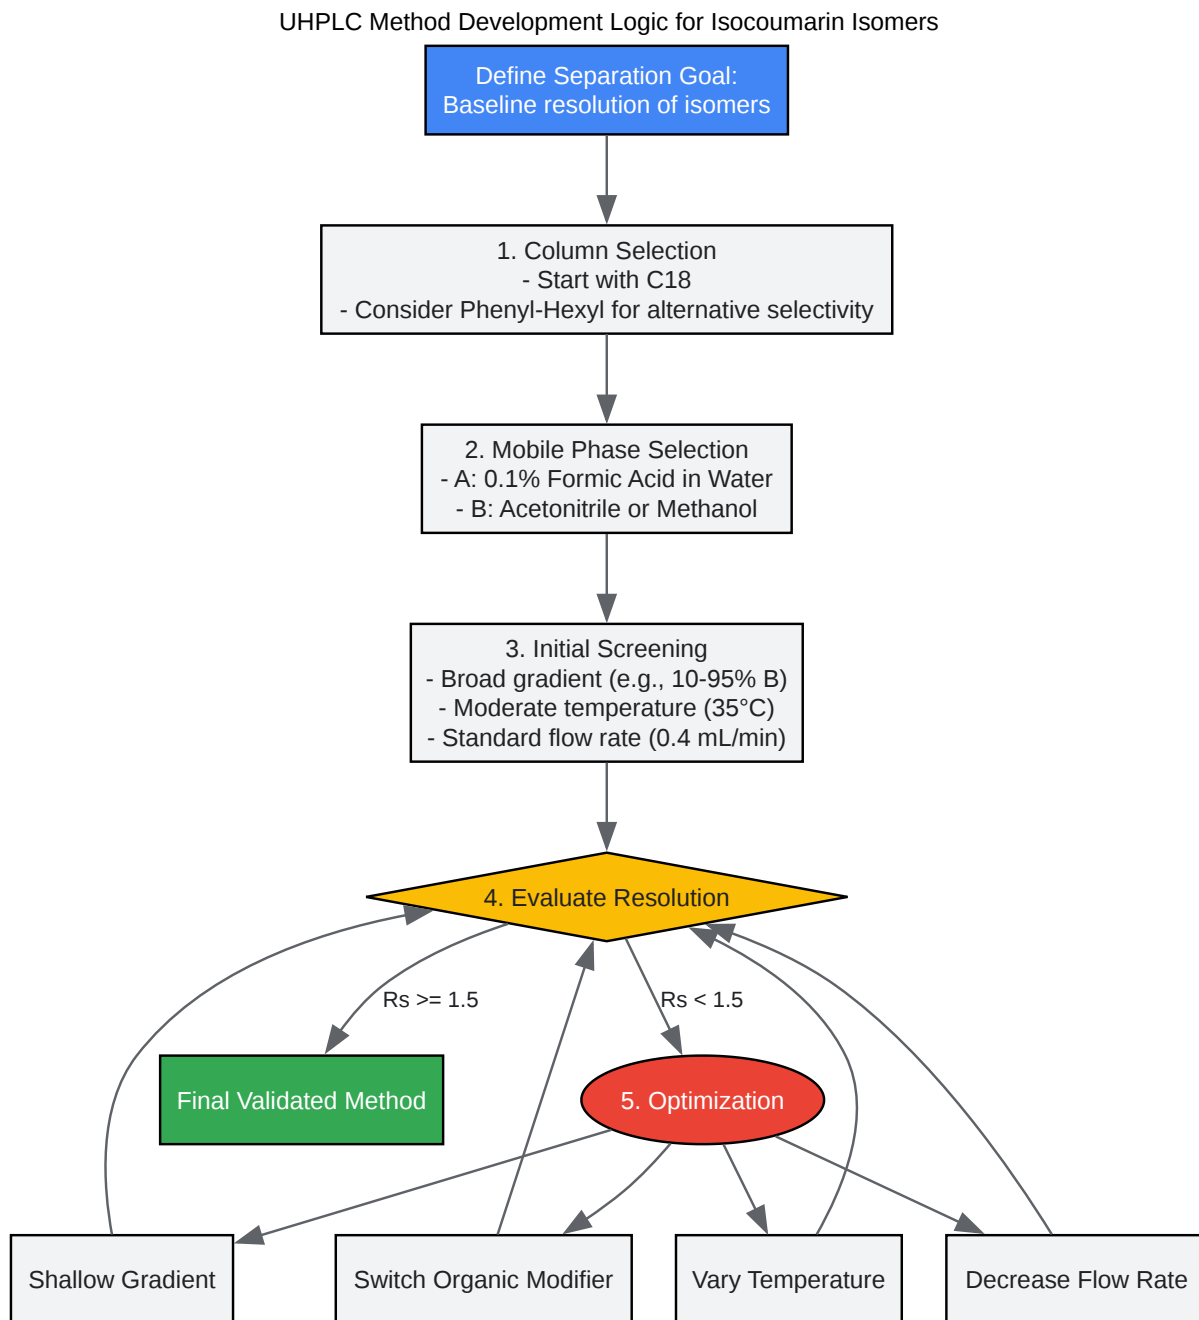 UHPLC Method Development Logic for Isocoumarin Isomers
Define Separation Goal:
Baseline resolution of isomers
1. Column Selection
- Start with C18
- Consider Phenyl-Hexyl for alternative selectivity
2. Mobile Phase Selection
- A: 0.1% Formic Acid in Water
- B: Acetonitrile or Methanol
3. Initial Screening
- Broad gradient (e.g., 10-95% B)
- Moderate temperature (35°C)
- Standard flow rate (0.4 mL/min)
4. Evaluate Resolution
Rs >= 1.5
Rs < 1.5
Final Validated Method
5. Optimization
Shallow Gradient
Switch Organic Modifier
Vary Temperature
Decrease Flow Rate